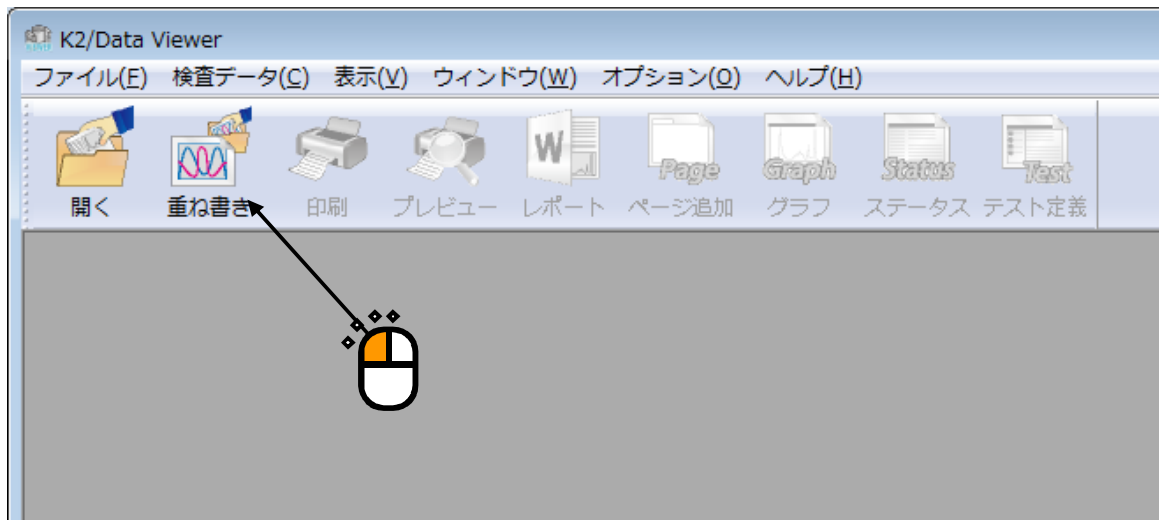 K2/Data Viewer
ファイル(F) 検査データ(C) 表示(V) ウィンドウ(W) オプション(O) ヘルプ(H)
W Page Graph Status Test
開く 重ね書き 印刷 プレビュー レポート ページ追加 グラフ ステータス テスト定義